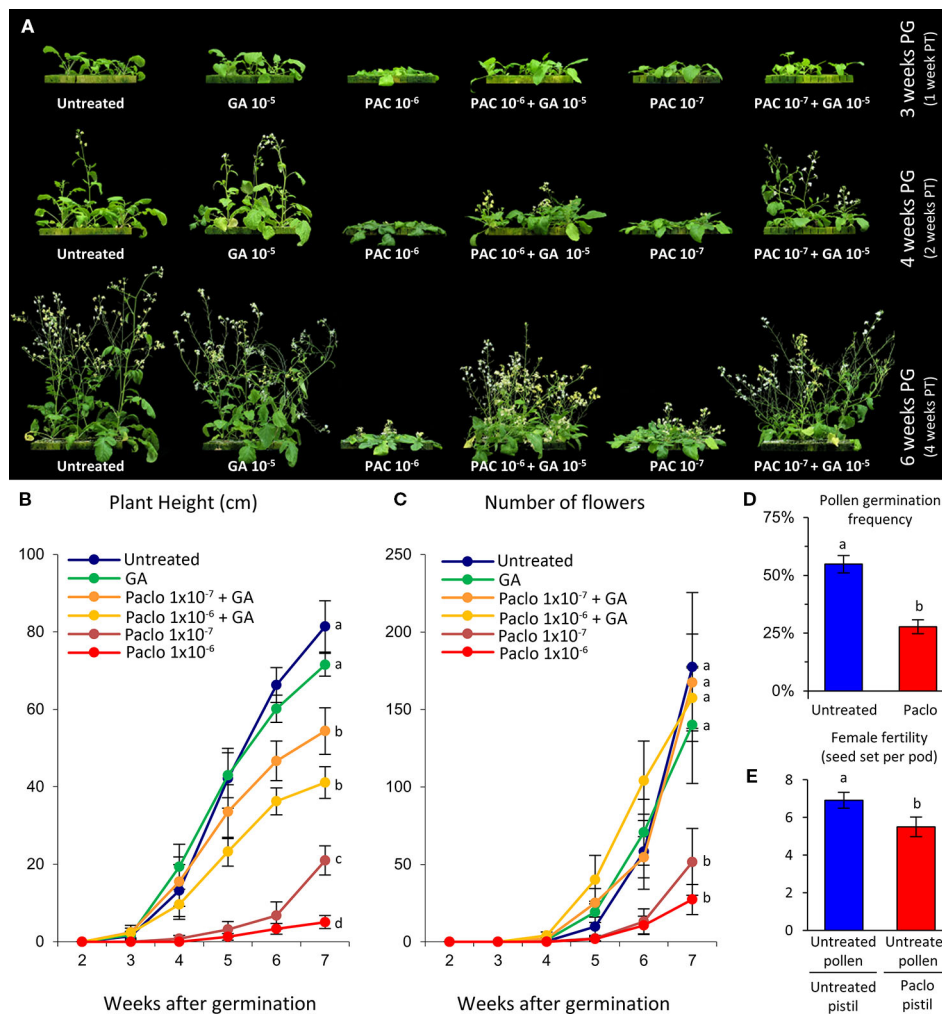 A
3 weeks PG
(1 week PT)
Untreated
GA 10-5
PAC 10-6
PAC 10-6 + GA 10-5
PAC 10-7
PAC 10-7 + GA 10-5
4 weeks PG
(2 weeks PT)
Untreated
GA 10-5
PAC 10-6
PAC 10-6 + GA 10-5
PAC 10-7
PAC 10-7 + GA 10-5
6 weeks PG
(4 weeks PT)
Untreated
GA 10-5
PAC 10-6
PAC 10-6 + GA 10-5
PAC 10-7
PAC 10-7 + GA 10-5
B
Plant Height (cm)
100
80
60
40
20
0
Untreated
GA
Paclo 1x10-7 + GA
Paclo 1x10-6 + GA
Paclo 1x10-7
Paclo 1x10-6
a
a
b
b
c
d
2 3 4 5 6 7
Weeks after germination
C
Number of flowers
250
200
150
100
50
0
Untreated
GA
Paclo 1x10-7 + GA
Paclo 1x10-6 + GA
Paclo 1x10-7
Paclo 1x10-6
a
a
a
a
b
b
2 3 4 5 6 7
Weeks after germination
D
Pollen germination
frequency
75%
50%
25%
0%
a
b
Untreated Paclo
E
Female fertility
(seed set per pod)
8
6
4
2
0
a
b
Untreated Untreate
pollen pollen
Untreated Paclo
pistil pistil